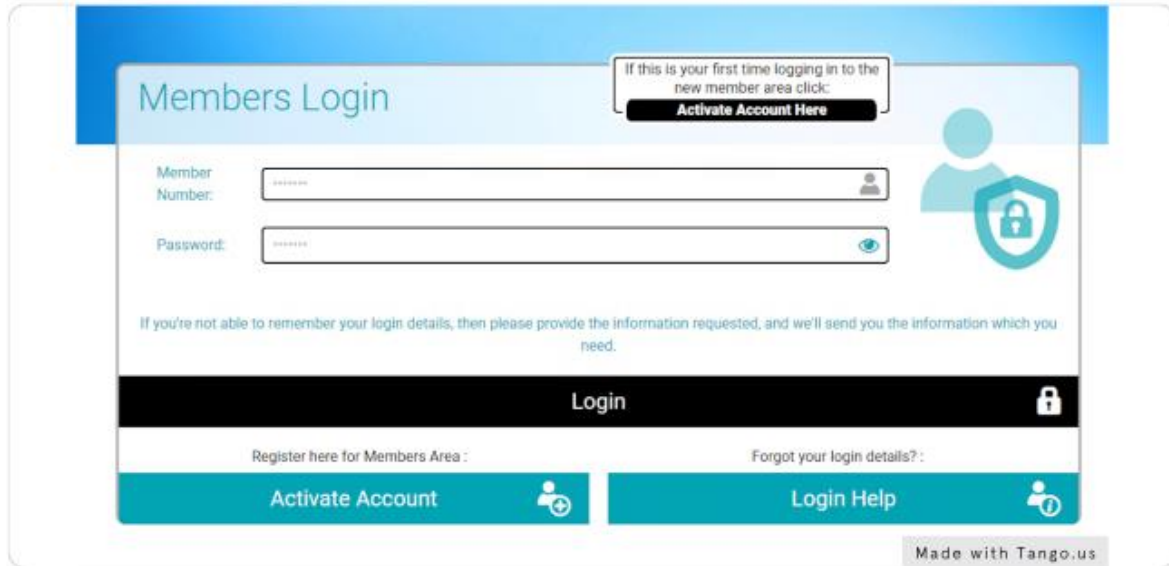 If this is your first time logging in to the
new member area click:
Activate Account Here
Members Login
Member
Number:
*******
Password:
*******
If you're not able to remember your login details, then please provide the information requested, and we'll send you the information which you
need.
Login
Register here for Members Area :
Forgot your login details? :
Activate Account
Login Help
Made with Tango.us